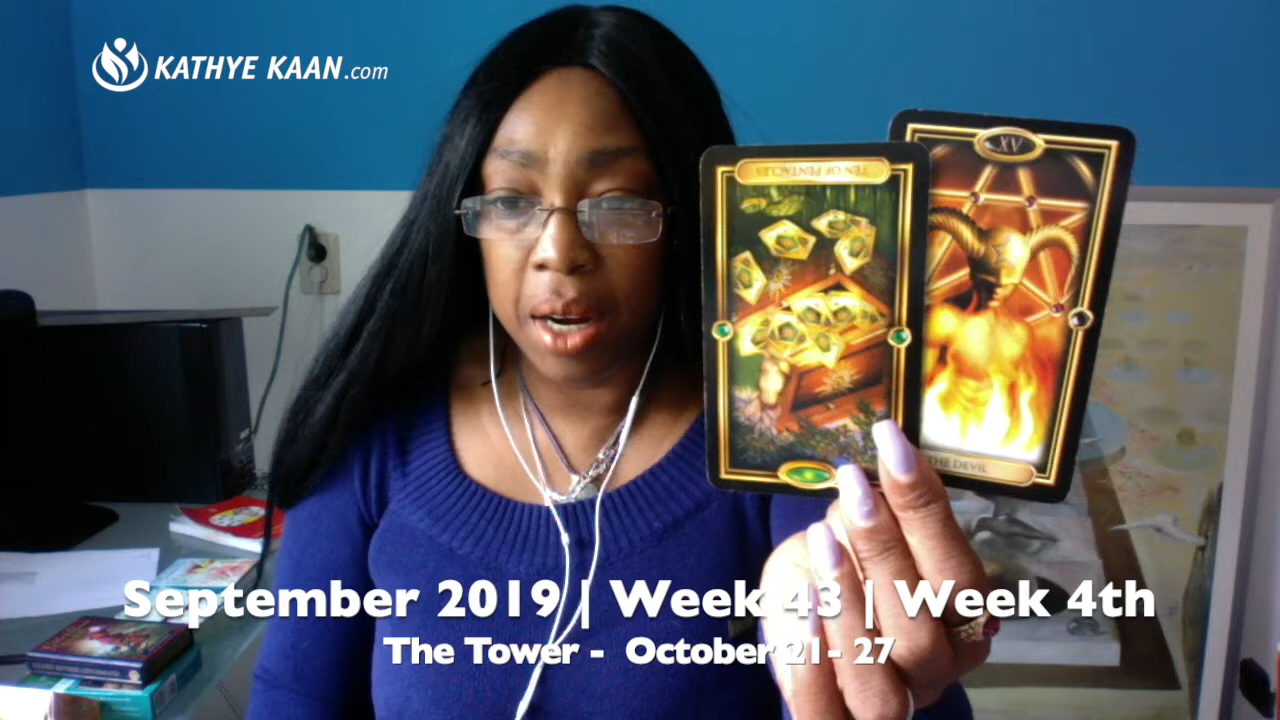 KATHYE KAAN.com
TEN OF PENTACLES
XV
THE DEVIL
September 2019 | Week 43 | Week 4th
The Tower - October 21- 27